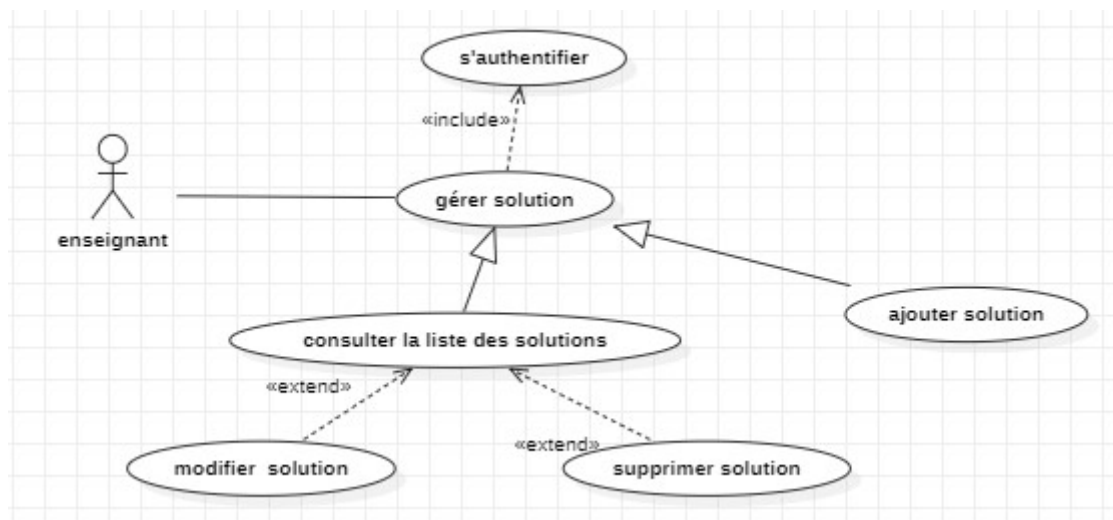 s'authentifier
«include»
gérer solution
enseignant
ajouter solution
consulter la liste des solutions
«extend»
«extend»
modifier solution
supprimer solution